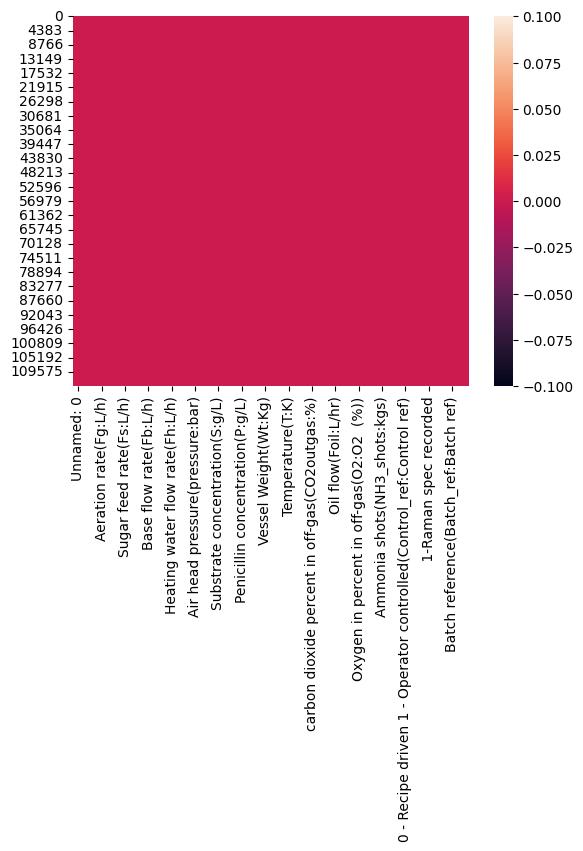 0
4383
8766
13149
17532
21915
26298
30681
35064
39447
43830
48213
52596
56979
61362
65745
70128
74511
78894
83277
87660
92043
96426
100809
105192
109575
0.100
0.075
0.050
0.025
0.000
−0.025
−0.050
−0.075
−0.100
Unnamed: 0
Aeration rate(Fg:L/h)
Sugar feed rate(Fs:L/h)
Base flow rate(Fb:L/h)
Heating water flow rate(Fh:L/h)
Air head pressure(pressure:bar)
Substrate concentration(S:g/L)
Penicillin concentration(P:g/L)
Vessel Weight(Wt:Kg)
Temperature(T:K)
carbon dioxide percent in off-gas(CO2outgas:%)
Oil flow(Foil:L/hr)
Oxygen in percent in off-gas(O2:O2  (%))
Ammonia shots(NH3_shots:kgs)
0 - Recipe driven 1 - Operator controlled(Control_ref:Control ref)
1-Raman spec recorded
Batch reference(Batch_ref:Batch ref)